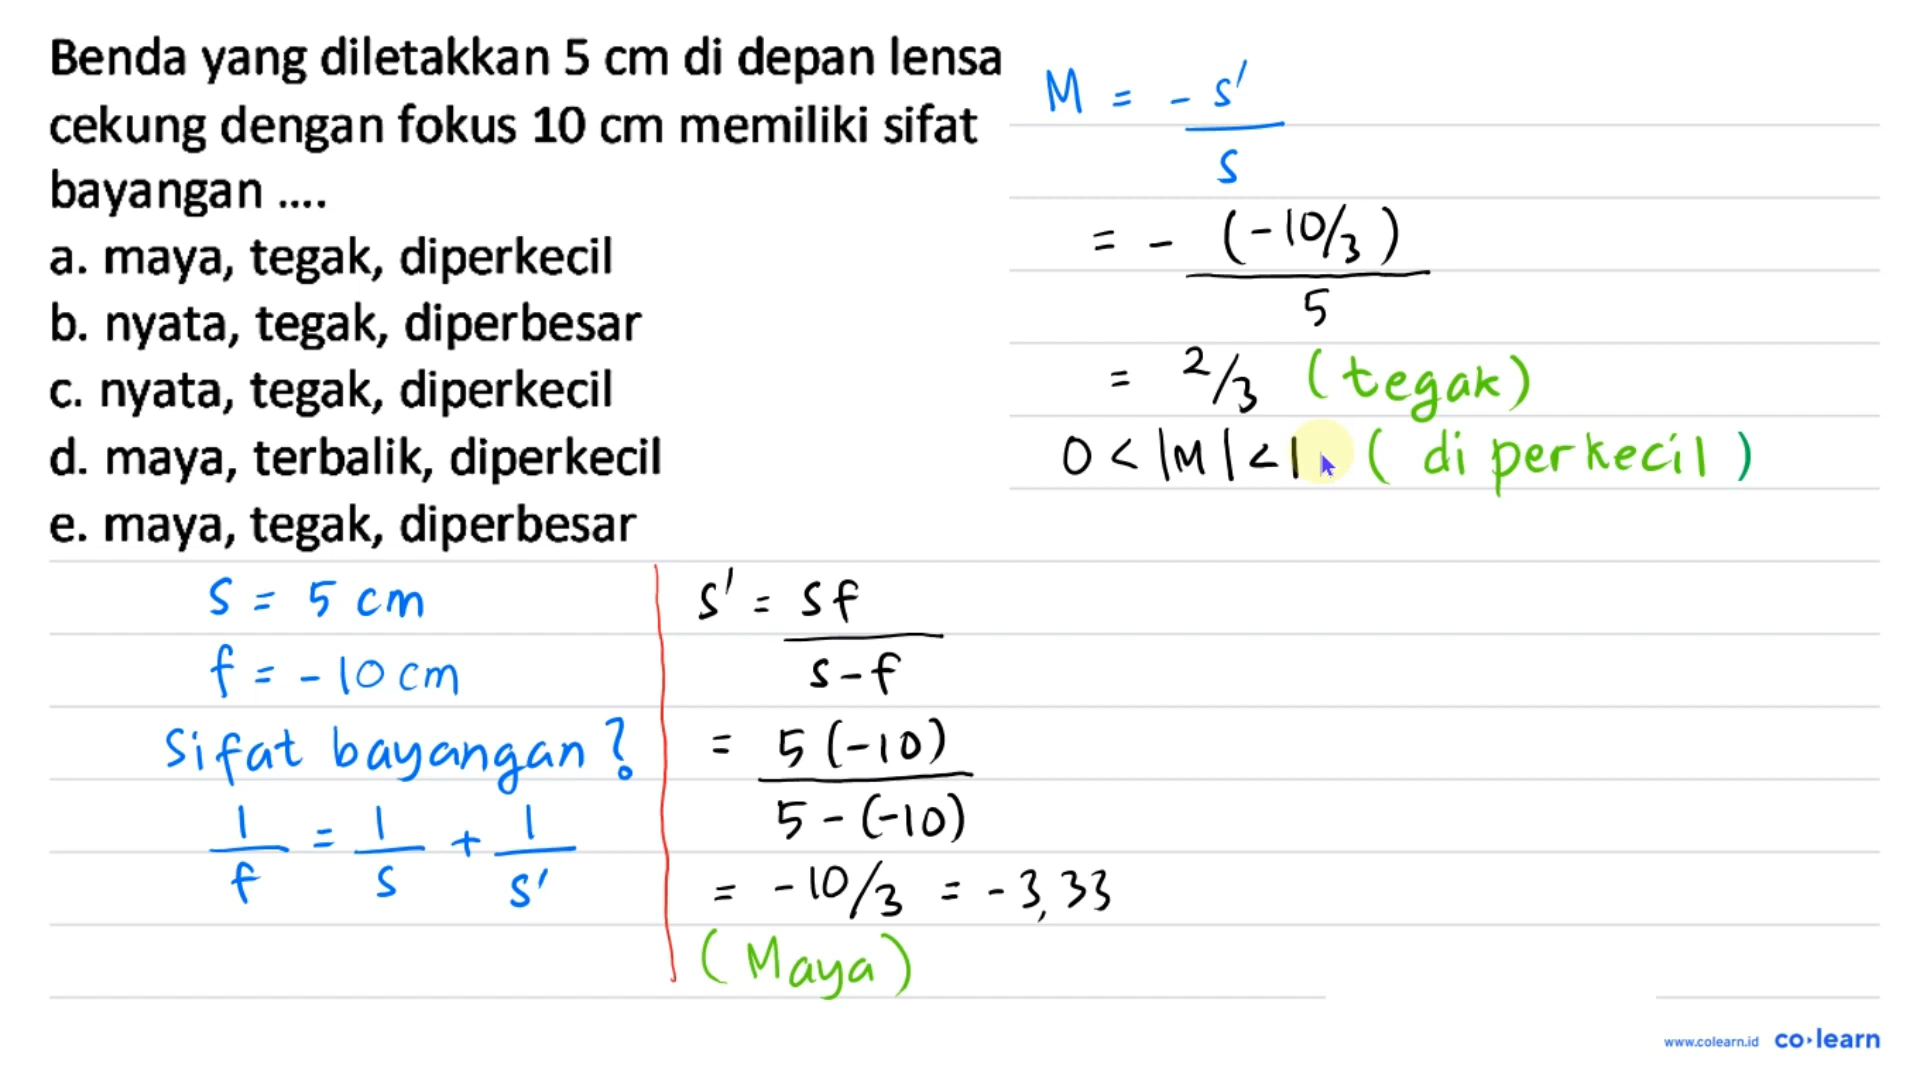 Benda yang diletakkan 5 cm di depan lensa
cekung dengan fokus 10 cm memiliki sifat
bayangan ....
a. maya, tegak, diperkecil
b. nyata, tegak, diperbesar
c. nyata, tegak, diperkecil
d. maya, terbalik, diperkecil
e. maya, tegak, diperbesar
s = 5 cm
f = -10 cm
Sifat bayangan?
1/f = 1/s + 1/s'
s' = sf/s-f
= 5(-10)/5-(-10)
= -10/3 = -3,33
(Maya)
M = -s'/s
= -(-10/3)/5
= 2/3 (tegak)
0 < |M| < 1 (diperkecil)
www.colearn.id co·learn